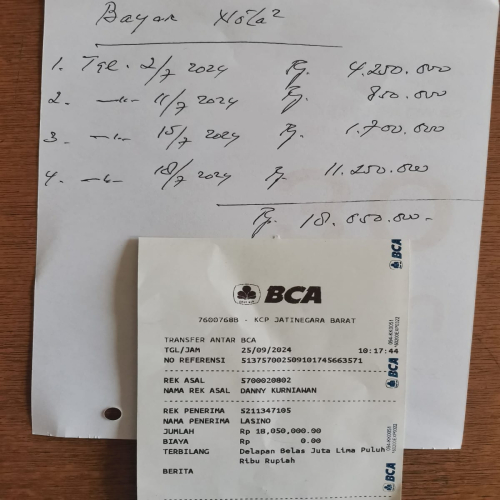 Bayar Nota²
1. Tgl. 2/7 2024 Rp. 4.250.000
2. —"— 11/7 2024 Rp. 850.000
3. —"— 15/7 2024 Rp. 1.700.000
4. —"— 18/7 2024 Rp 11.250.000
Rp. 18.050.000-
BCA
7600768B - KCP JATINEGARA BARAT
TRANSFER ANTAR BCA
TGL/JAM 25/09/2024 10:17:44
NO REFERENSI 513757002509101745663571
REK ASAL 5700020802
NAMA REK ASAL DANNY KURNIAWAN
REK PENERIMA 5211347105
NAMA PENERIMA LASINO
JUMLAH Rp 18,050,000.00
BIAYA Rp 0.00
TERBILANG Delapan Belas Juta Lima Puluh
Ribu Rupiah
BERITA
BCA
BCA
BCA